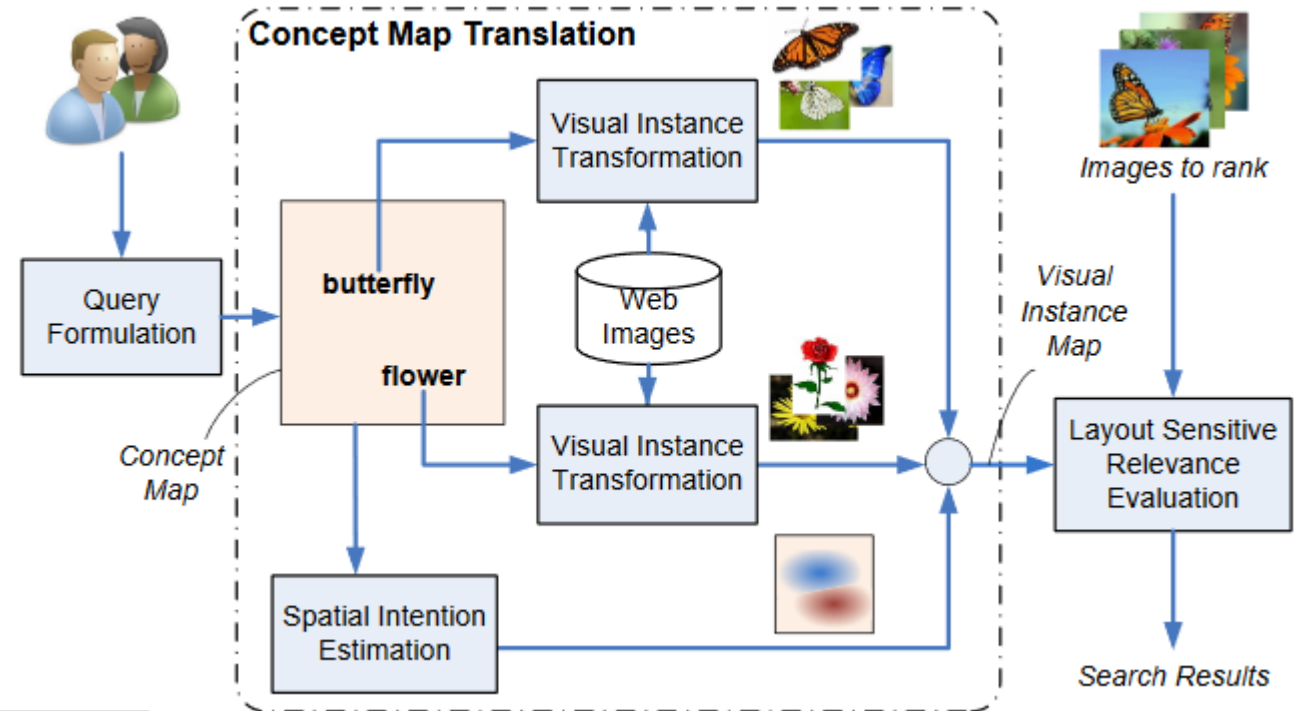 Concept Map Translation
Query
Formulation
butterfly
flower
Concept
Map
Visual Instance
Transformation
Web
Images
Visual Instance
Transformation
Spatial Intention
Estimation
Images to rank
Visual
Instance
Map
Layout Sensitive
Relevance
Evaluation
Search Results